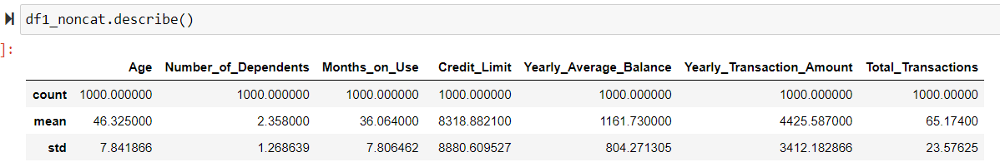 df1_noncat.describe()
]:
Age Number_of_Dependents Months_on_Use Credit_Limit Yearly_Average_Balance Yearly_Transaction_Amount Total_Transactions
count 1000.000000 1000.000000 1000.000000 1000.000000 1000.000000 1000.000000 1000.00000
mean 46.325000 2.358000 36.064000 8318.882100 1161.730000 4425.587000 65.17400
std 7.841866 1.268639 7.806462 8880.609527 804.271305 3412.182866 23.57625